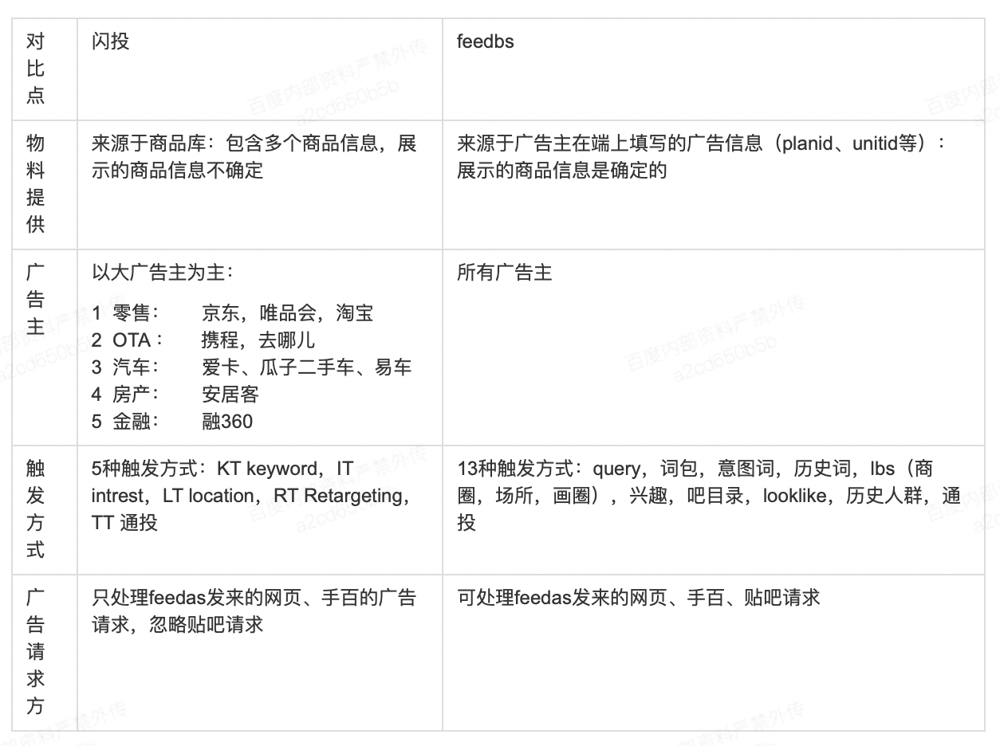 对比点
闪投
feedbs
物料提供
来源于商品库：包含多个商品信息，展
示的商品信息不确定
来源于广告主在端上填写的广告信息（planid、unitid等）：
展示的商品信息是确定的
广告主
以大广告主为主：
1 零售： 京东，唯品会，淘宝
2 OTA： 携程，去哪儿
3 汽车： 爱卡、瓜子二手车、易车
4 房产： 安居客
5 金融： 融360
所有广告主
触发方式
5种触发方式：KT keyword，IT
intrest，LT location，RT Retargeting，
TT 通投
13种触发方式：query，词包，意图词，历史词，lbs（商
圈，场所，画圈），兴趣，吧目录，looklike，历史人群，通
投
广告请求方
只处理feedas发来的网页、手百的广告
请求，忽略贴吧请求
可处理feedas发来的网页、手百、贴吧请求
百度内部资料严禁外传
a2cd650b5b